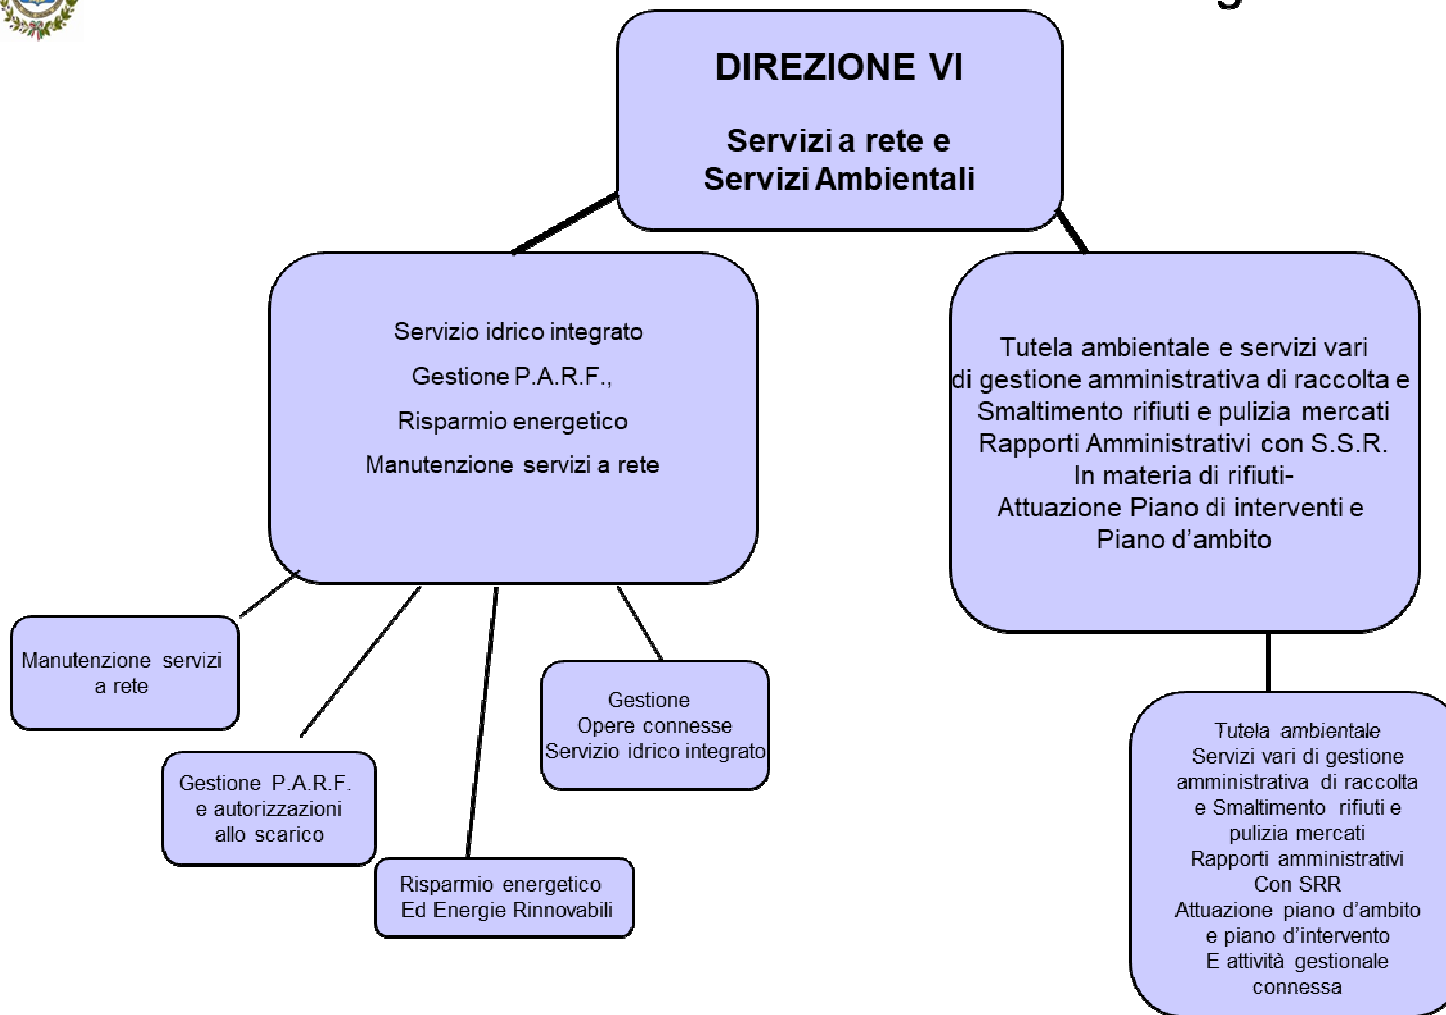 DIREZIONE VI
Servizi a rete e
Servizi Ambientali
Servizio idrico integrato
Gestione P.A.R.F.,
Risparmio energetico
Manutenzione servizi a rete
Tutela ambientale e servizi vari
di gestione amministrativa di raccolta e
Smaltimento rifiuti e pulizia mercati
Rapporti Amministrativi con S.S.R.
In materia di rifiuti-
Attuazione Piano di interventi e
Piano d'ambito
Manutenzione servizi
a rete
Gestione P.A.R.F.
e autorizzazioni
allo scarico
Risparmio energetico
Ed Energie Rinnovabili
Gestione
Opere connesse
Servizio idrico integrato
Tutela ambientale
Servizi vari di gestione
amministrativa di raccolta
e Smaltimento rifiuti e
pulizia mercati
Rapporti amministrativi
Con SRR
Attuazione piano d'ambito
e piano d'intervento
E attività gestionale
connessa